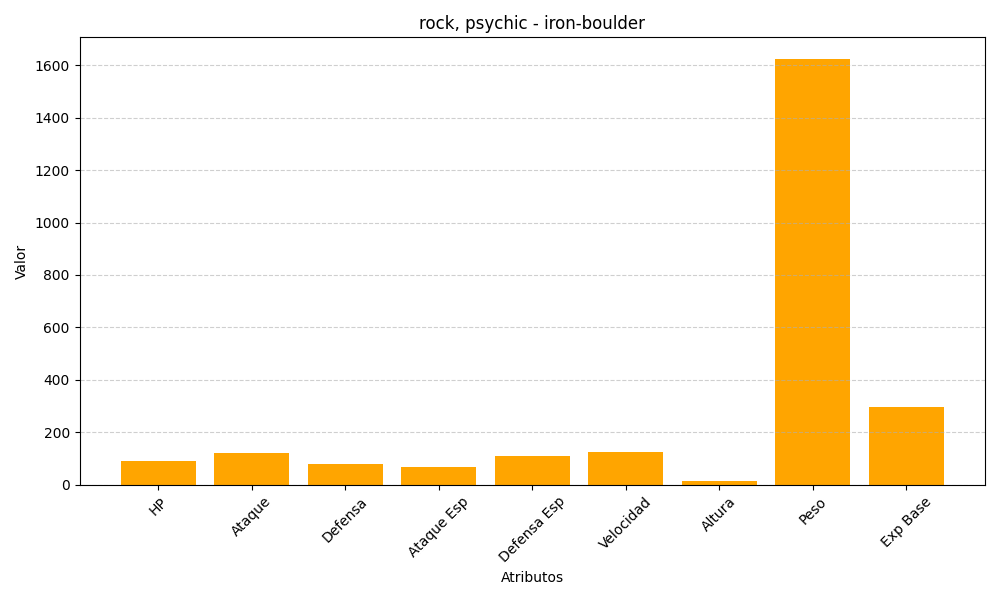 rock, psychic - iron-boulder
1600
1400
1200
1000
800
600
400
200
0
Valor
HP
Ataque
Defensa
Ataque Esp
Defensa Esp
Velocidad
Altura
Peso
Exp Base
Atributos